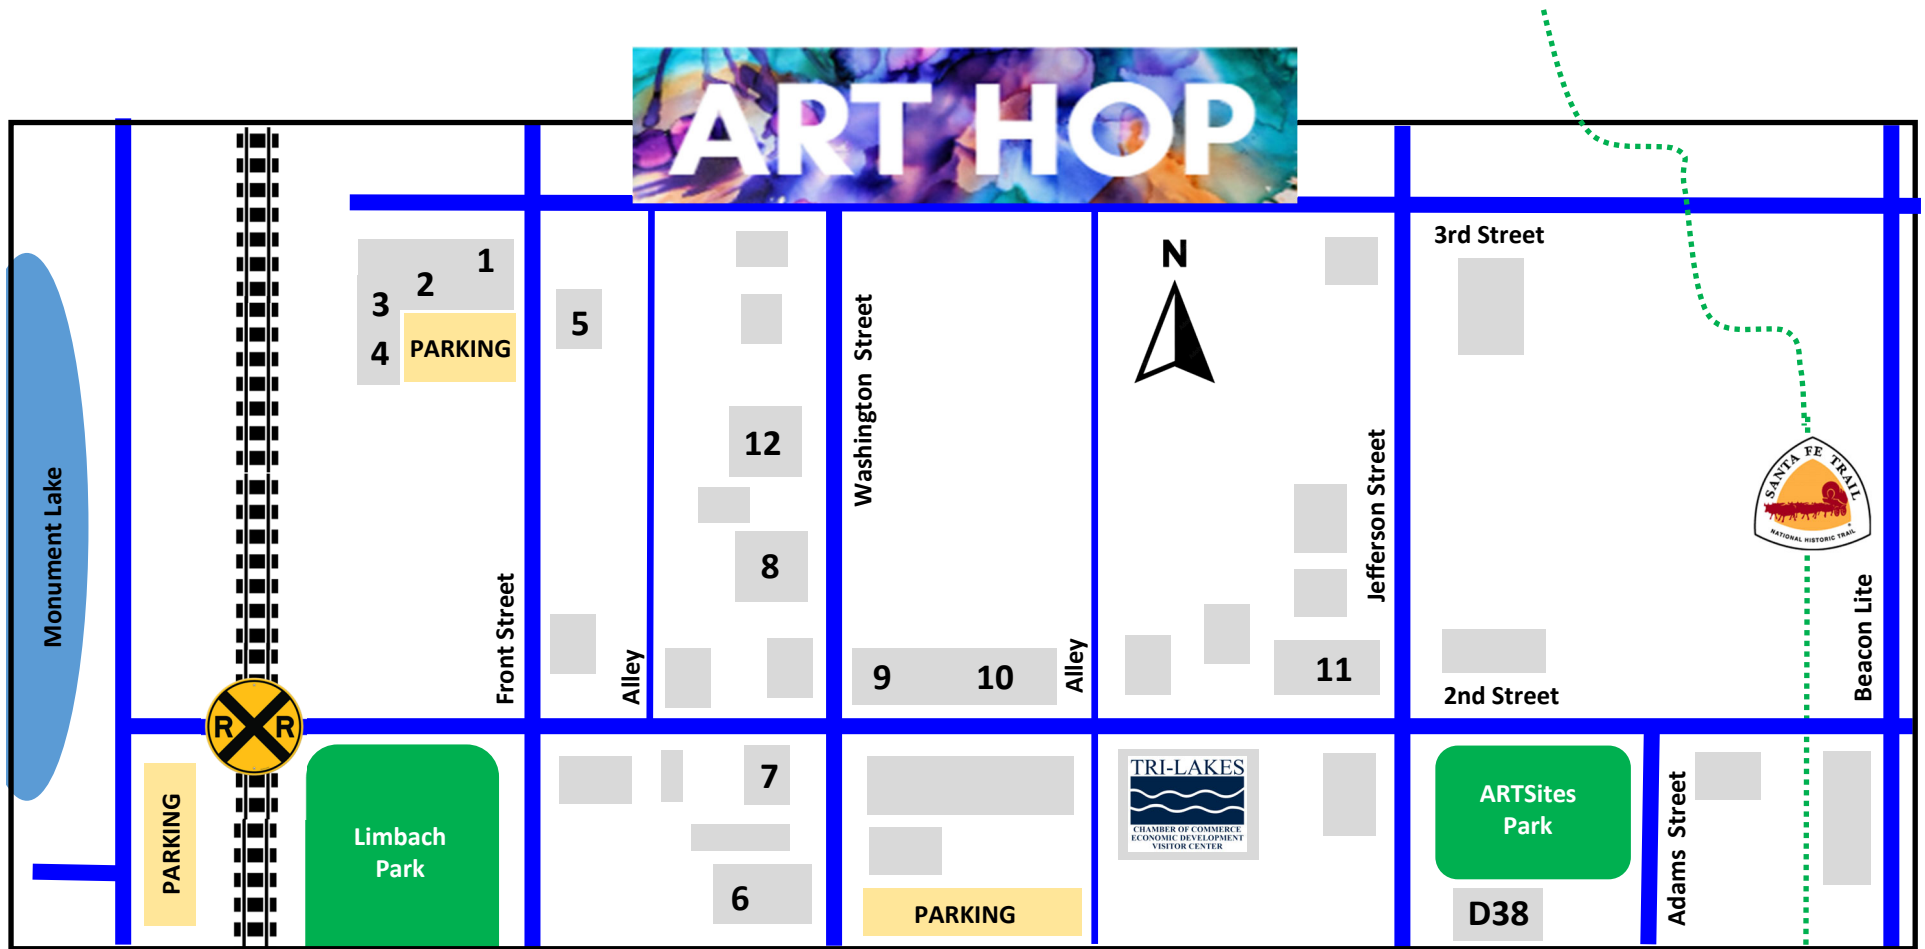 ART HOP
N
3rd Street
1
2
3
4
PARKING
5
12
8
Washington Street
Jefferson Street
Monument Lake
Front Street
Alley
9
10
Alley
11
2nd Street
SANTA FE TRAIL
NATIONAL HISTORIC TRAIL
Beacon Lite
R R
PARKING
Limbach
Park
7
6
PARKING
TRI-LAKES
CHAMBER OF COMMERCE
ECONOMIC DEVELOPMENT
VISITOR CENTER
ARTSites
Park
D38
Adams Street